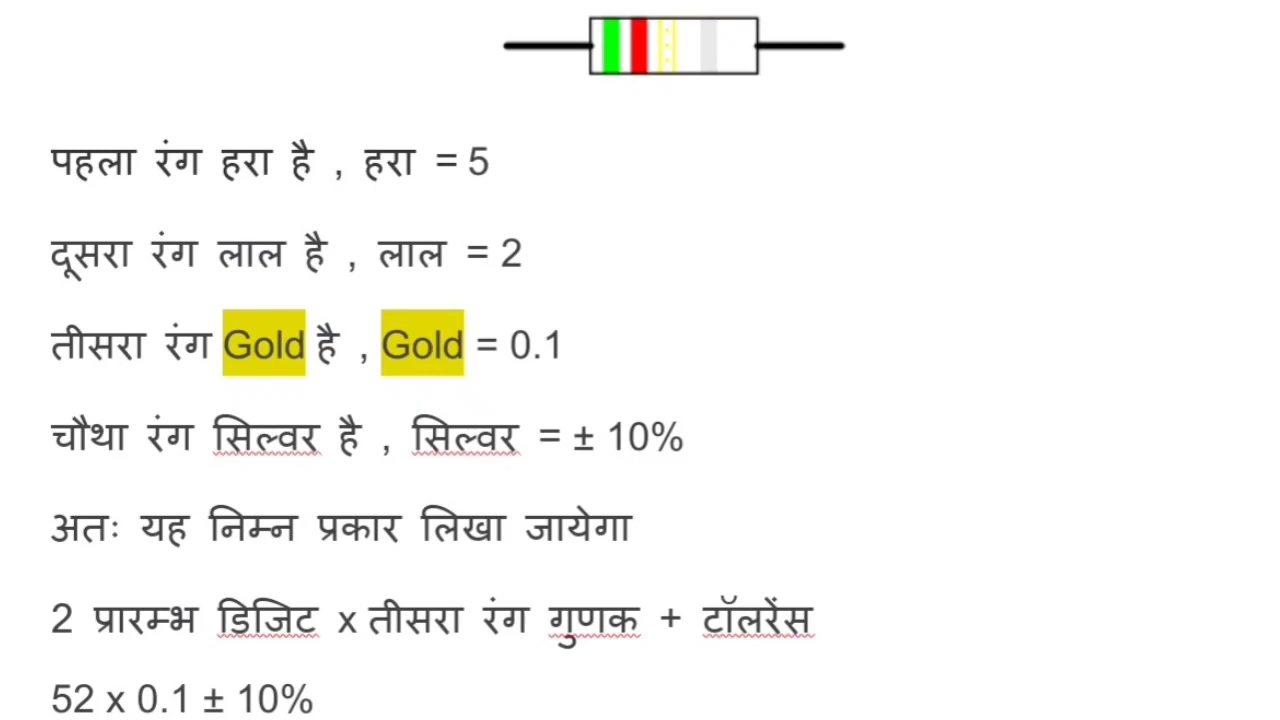 पहला रंग हरा है , हरा = 5
दूसरा रंग लाल है , लाल = 2
तीसरा रंग Gold है , Gold = 0.1
चौथा रंग सिल्वर है , सिल्वर = ± 10%
अतः यह निम्न प्रकार लिखा जायेगा
2 प्रारम्भ डिजिट x तीसरा रंग गुणक + टॉलरेंस
52 x 0.1 ± 10%